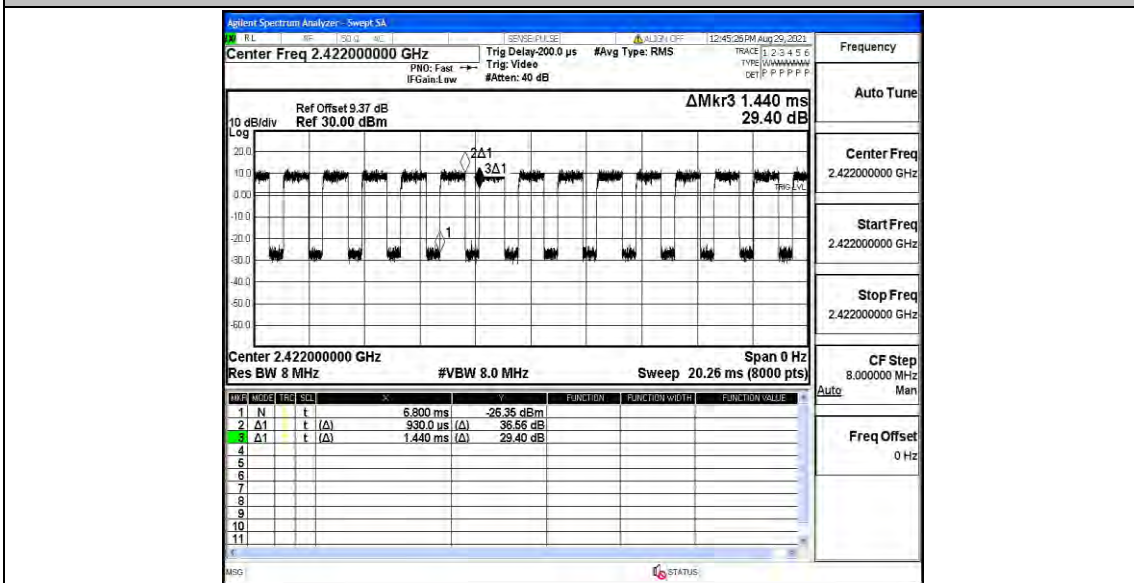 Agilent Spectrum Analyzer - Swept SA
RL RF 50 Ω AC SENSE:PULSE ALIGN OFF 12:45:26 PM Aug 29, 2021
Center Freq 2.422000000 GHz
PNO: Fast
IFGain:Low
Trig Delay-200.0 µs
Trig: Video
#Atten: 40 dB
#Avg Type: RMS
TRACE 1 2 3 4 5 6
TYPE
DET P P P P P P
ΔMkr3 1.440 ms
29.40 dB
Ref Offset 9.37 dB
10 dB/div Ref 30.00 dBm
Log
20.0
10.0
0.00
-10.0
-20.0
-30.0
-40.0
-50.0
-60.0
2Δ1
3Δ1
1
TRIG LVL
Center 2.422000000 GHz Span 0 Hz
Res BW 8 MHz #VBW 8.0 MHz Sweep 20.26 ms (8000 pts)
MKR MODE TRC SCL X Y FUNCTION FUNCTION WIDTH FUNCTION VALUE
1 N t 6.800 ms -26.35 dBm
2 Δ1 t (Δ) 930.0 µs (Δ) 36.56 dB
3 Δ1 t (Δ) 1.440 ms (Δ) 29.40 dB
4
5
6
7
8
9
10
11
MSG STATUS
Frequency
Auto Tune
Center Freq
2.422000000 GHz
Start Freq
2.422000000 GHz
Stop Freq
2.422000000 GHz
CF Step
8.000000 MHz
Auto Man
Freq Offset
0 Hz